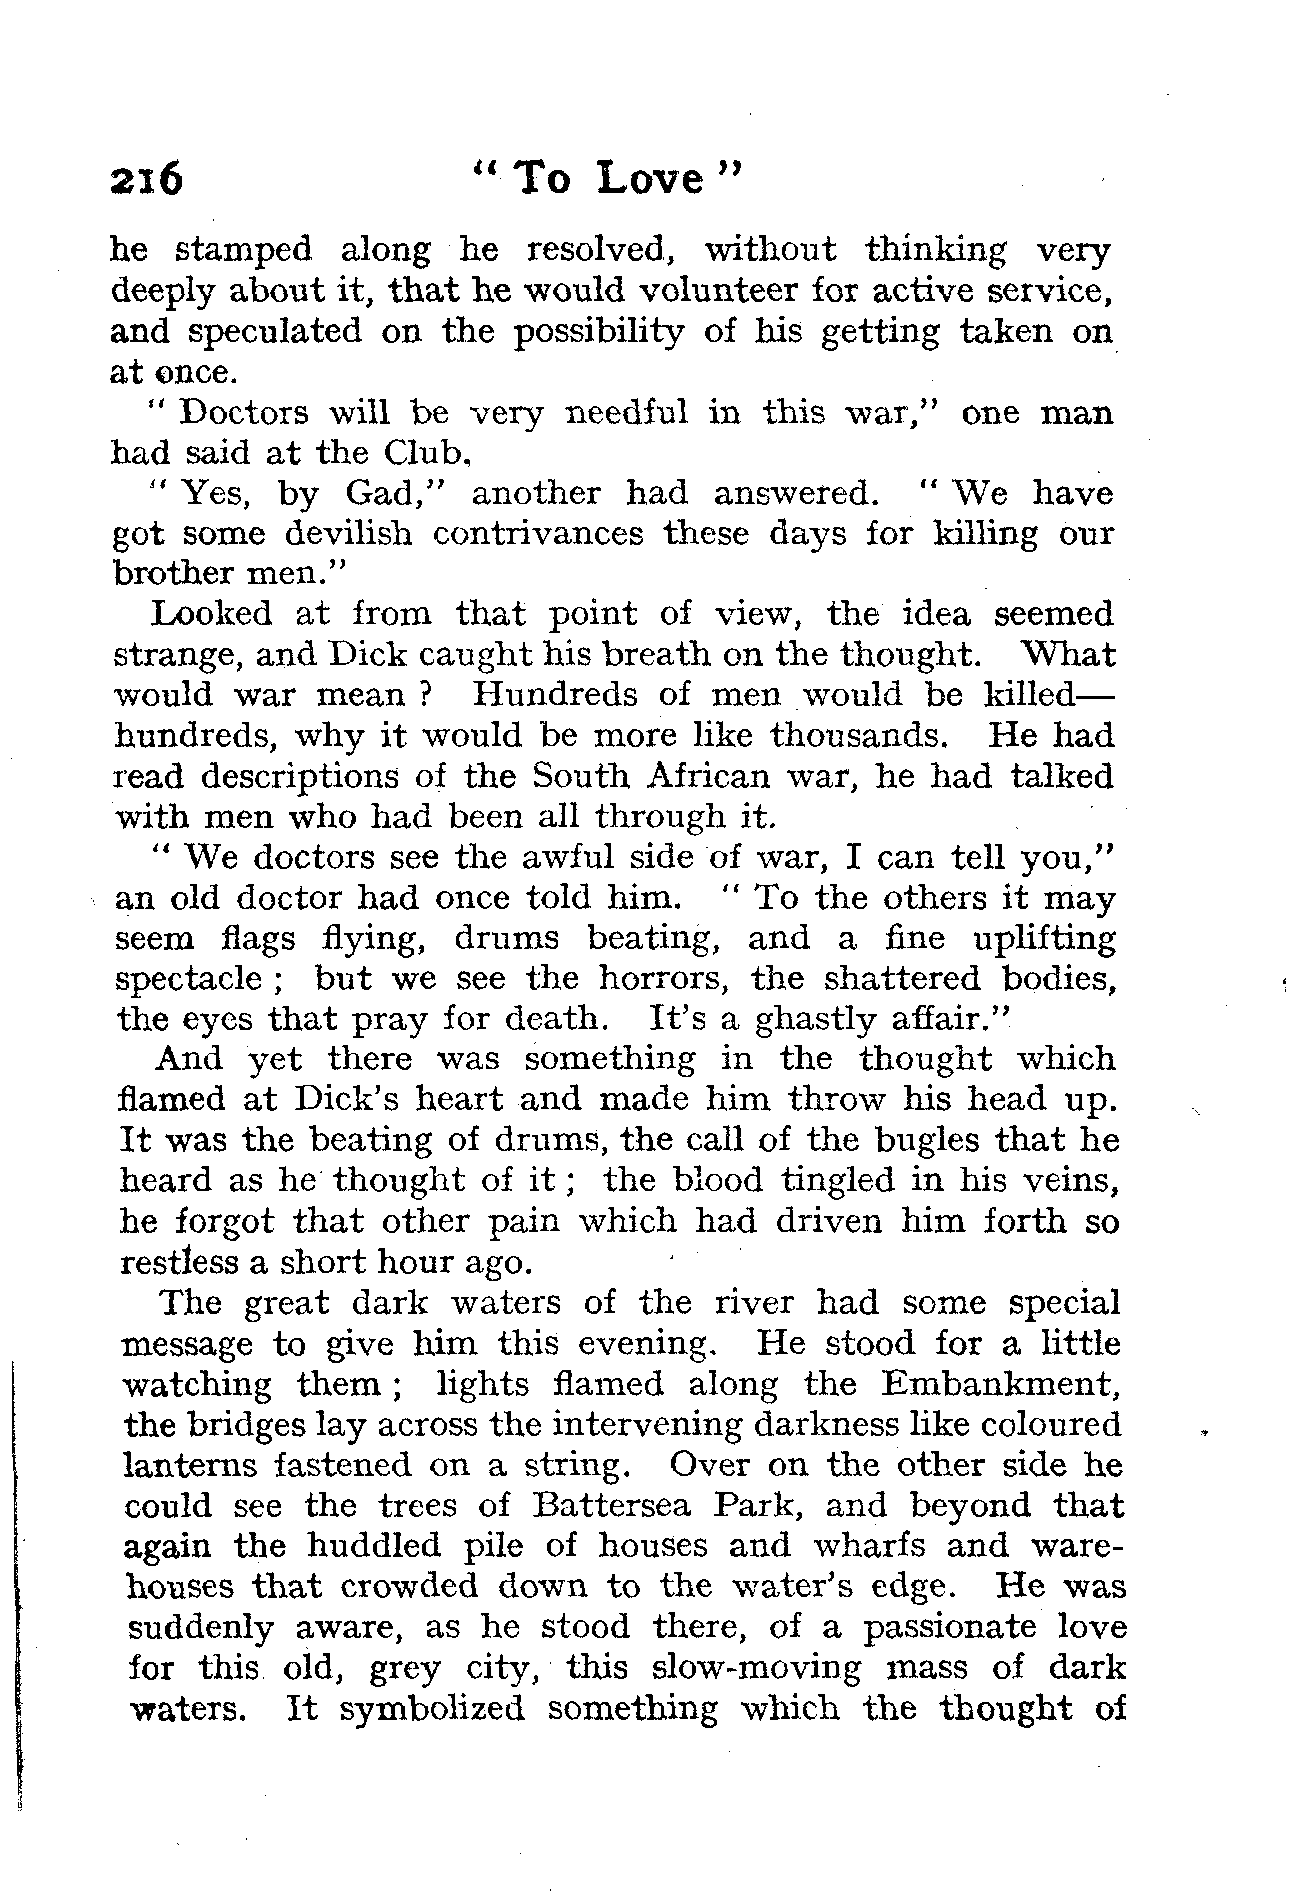 216 " To Love "
he stamped along he resolved, without thinking very
deeply about it, that he would volunteer for active service,
and speculated on the possibility of his getting taken on
at once.
" Doctors will be very needful in this war," one man
had said at the Club.
" Yes, by Gad," another had answered. " We have
got some devilish contrivances these days for killing our
brother men."
Looked at from that point of view, the idea seemed
strange, and Dick caught his breath on the thought. What
would war mean ? Hundreds of men would be killed—
hundreds, why it would be more like thousands. He had
read descriptions of the South African war, he had talked
with men who had been all through it.
" We doctors see the awful side of war, I can tell you,"
an old doctor had once told him. " To the others it may
seem flags flying, drums beating, and a fine uplifting
spectacle ; but we see the horrors, the shattered bodies,
the eyes that pray for death. It's a ghastly affair."
And yet there was something in the thought which
flamed at Dick's heart and made him throw his head up.
It was the beating of drums, the call of the bugles that he
heard as he thought of it ; the blood tingled in his veins,
he forgot that other pain which had driven him forth so
restless a short hour ago.
The great dark waters of the river had some special
message to give him this evening. He stood for a little
watching them ; lights flamed along the Embankment,
the bridges lay across the intervening darkness like coloured
lanterns fastened on a string. Over on the other side he
could see the trees of Battersea Park, and beyond that
again the huddled pile of houses and wharfs and ware-
houses that crowded down to the water's edge. He was
suddenly aware, as he stood there, of a passionate love
for this old, grey city, this slow-moving mass of dark
waters. It symbolized something which the thought of